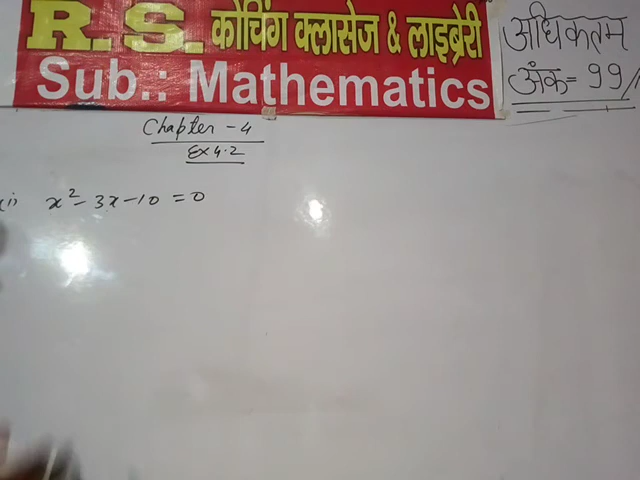 R. S. कोचिंग क्लासेज & लाइब्रेरी
Sub.: Mathematics
अधिकतम
अंक= 99/
Chapter - 4
Ex 4.2
x² - 3x - 10 = 0